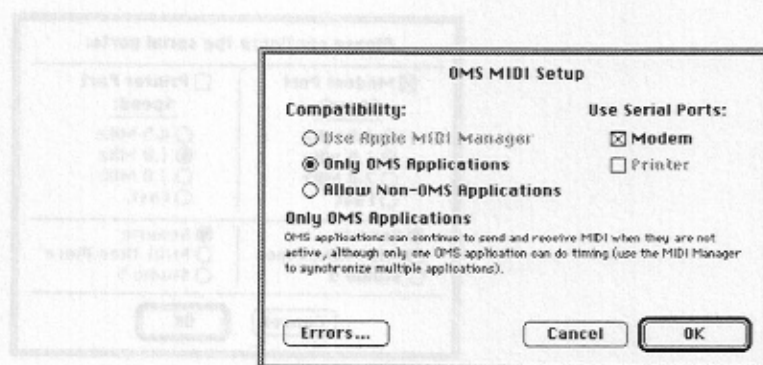 OMS MIDI Setup
Compatibility:
Use Serial Ports:
Use Apple MIDI Manager
Modem
Only OMS Applications
Printer
Allow Non-OMS Applications
Only OMS Applications
OMS applications can continue to send and receive MIDI when they are not
active, although only one OMS application can do timing (use the MIDI Manager
to synchronize multiple applications).
Errors...
Cancel
OK